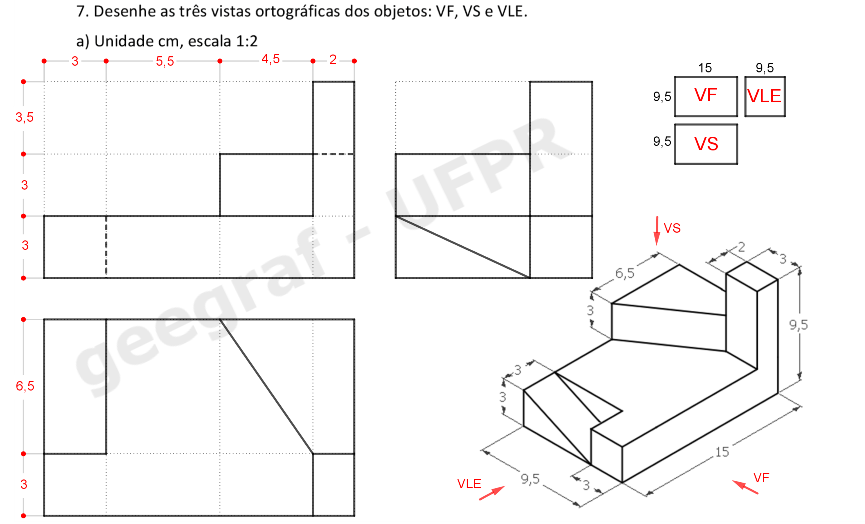 7. Desenhe as três vistas ortográficas dos objetos: VF, VS e VLE.
a) Unidade cm, escala 1:2
3 5,5 4,5 2
3,5
3
3
6,5
3
15 9,5
9,5 VF VLE
9,5 VS
VS
2
3
6,5
3
9,5
3
3
15
9,5
3
VLE
VF
geegraf - UFPR